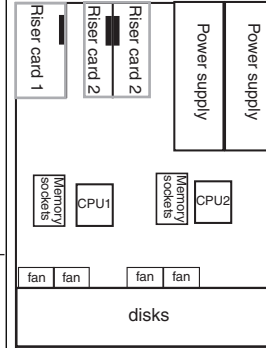 Riser card 1
Riser card 2
Riser card 2
Power supply
Power supply
Memory
sockets
CPU1
Memory
sockets
CPU2
fan
fan
fan
fan
disks